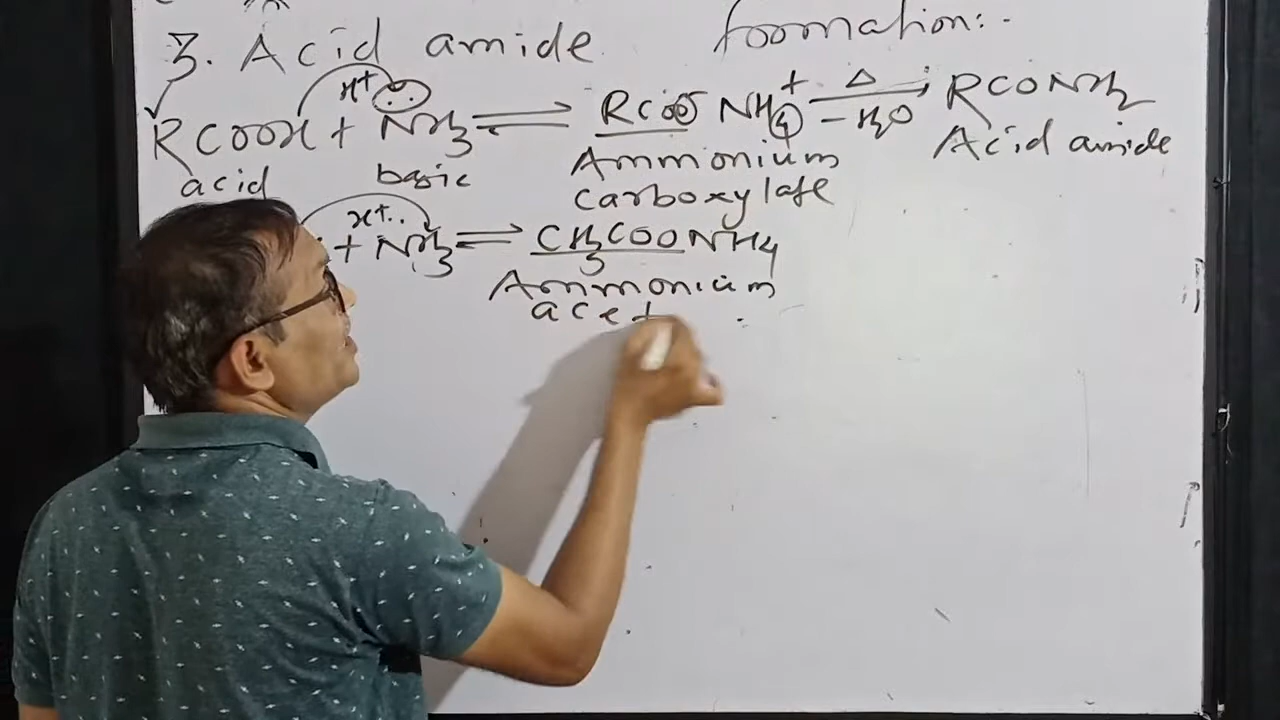 3. Acid amide formation:-
H+ ..
RCOOH + NH3 ⇌ RCOO- NH4+ Δ → -H2O RCONH2
acid basic Ammonium carboxylate Acid amide
H+ ..
+ NH3 ⇌ CH3COONH4
Ammonium
acet